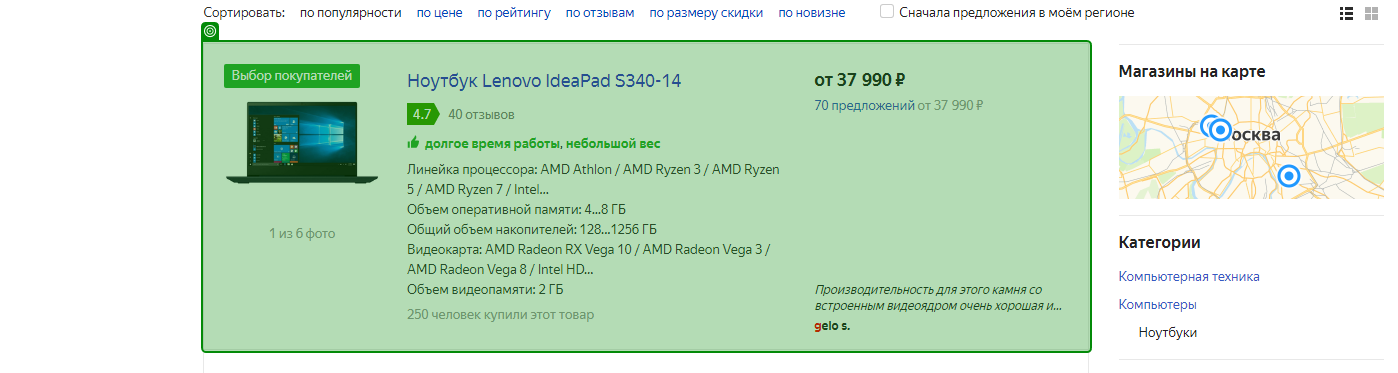 Сортировать: по популярности по цене по рейтингу по отзывам по размеру скидки по новизне Сначала предложения в моём регионе
Выбор покупателей
1 из 6 фото
Ноутбук Lenovo IdeaPad S340-14
4.7 40 отзывов
долгое время работы, небольшой вес
Линейка процессора: AMD Athlon / AMD Ryzen 3 / AMD Ryzen
5 / AMD Ryzen 7 / Intel...
Объем оперативной памяти: 4...8 ГБ
Общий объем накопителей: 128...1256 ГБ
Видеокарта: AMD Radeon RX Vega 10 / AMD Radeon Vega 3 /
AMD Radeon Vega 8 / Intel HD...
Объем видеопамяти: 2 ГБ
250 человек купили этот товар
от 37 990 ₽
70 предложений от 37 990 ₽
Производительность для этого камня со
встроенным видеоядром очень хорошая и...
gelo s.
Магазины на карте
осква
Категории
Компьютерная техника
Компьютеры
Ноутбуки